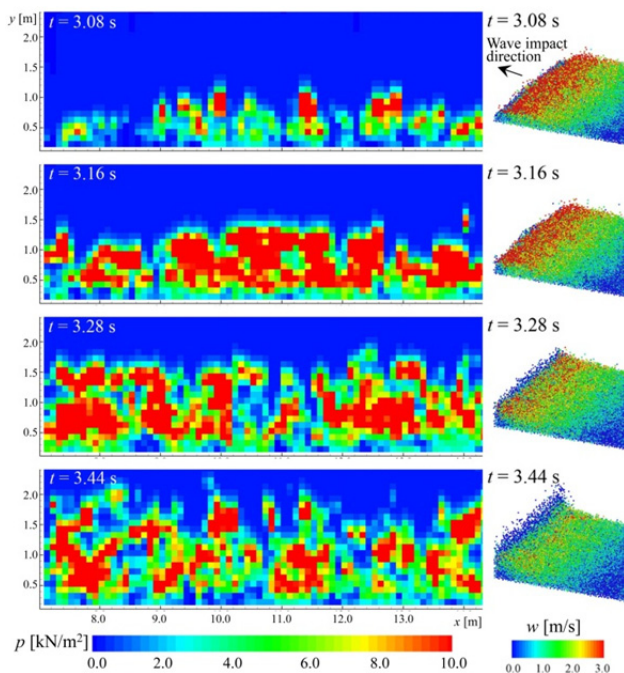 y [m] t = 3.08 s t = 3.08 s
2.0
Wave impact
direction
1.5
1.0
0.5
t = 3.16 s t = 3.16 s
2.0
1.5
1.0
0.5
t = 3.28 s t = 3.28 s
2.0
1.5
1.0
0.5
t = 3.44 s t = 3.44 s
2.0
1.5
1.0
0.5
8.0 9.0 10.0 11.0 12.0 13.0 x [m]
p [kN/m²] w [m/s]
0.0 2.0 4.0 6.0 8.0 10.0 0.0 1.0 2.0 3.0